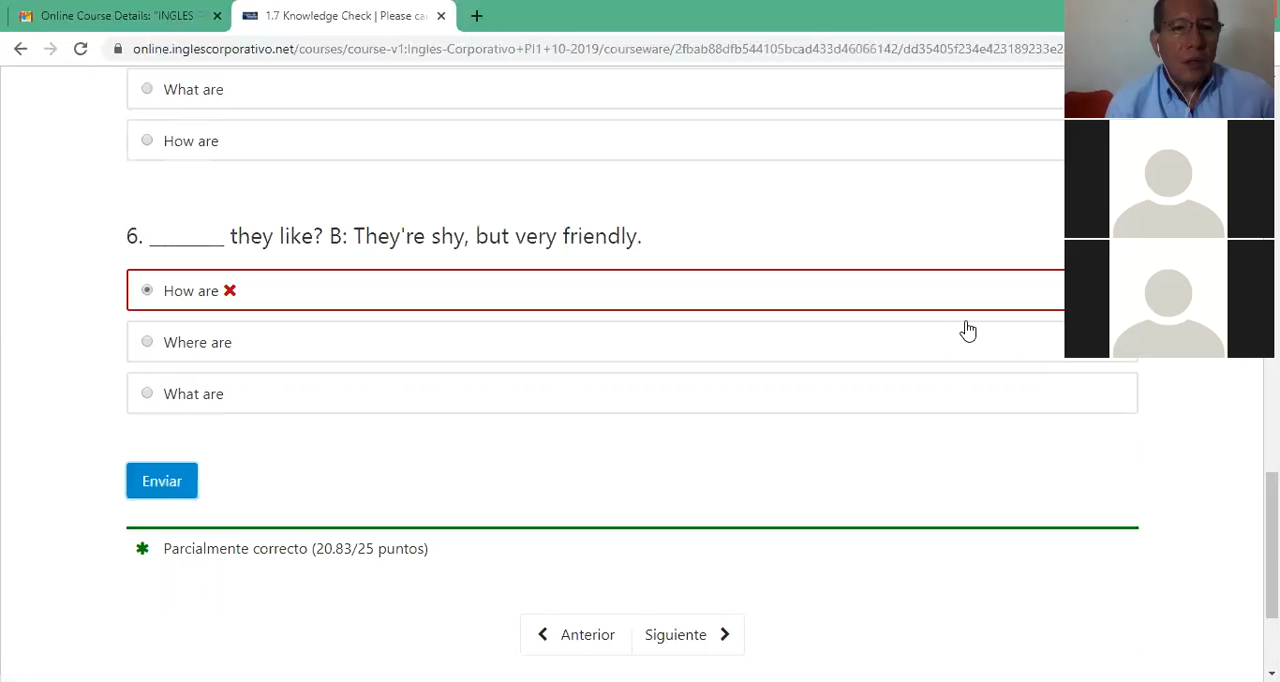 Online Course Details: "INGLES
1.7 Knowledge Check | Please ca
online.inglescorporativo.net/courses/course-v1:Ingles-Corporativo+PI1+10-2019/courseware/2fbab88dfb544105bcad433d46066142/dd35405f234e423189233e2
What are
How are
6. ________ they like? B: They're shy, but very friendly.
How are
Where are
What are
Enviar
Parcialmente correcto (20.83/25 puntos)
Anterior
Siguiente